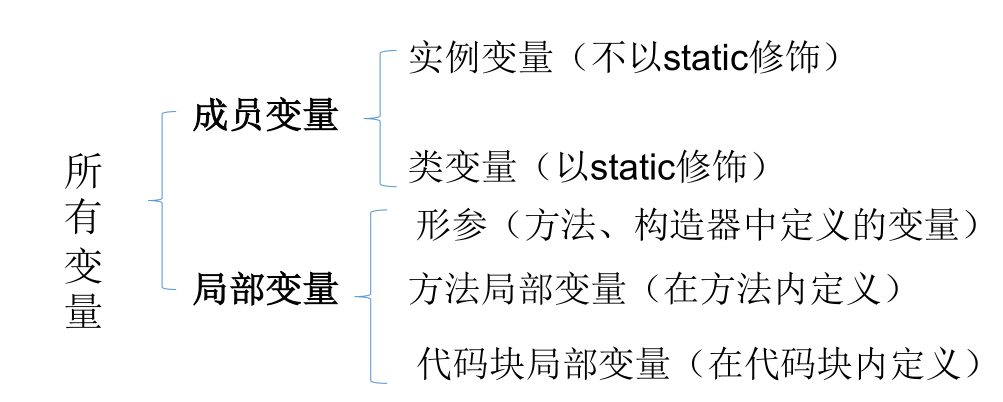 所有变量
成员变量
实例变量（不以static修饰）
类变量（以static修饰）
局部变量
形参（方法、构造器中定义的变量）
方法局部变量（在方法内定义）
代码块局部变量（在代码块内定义）